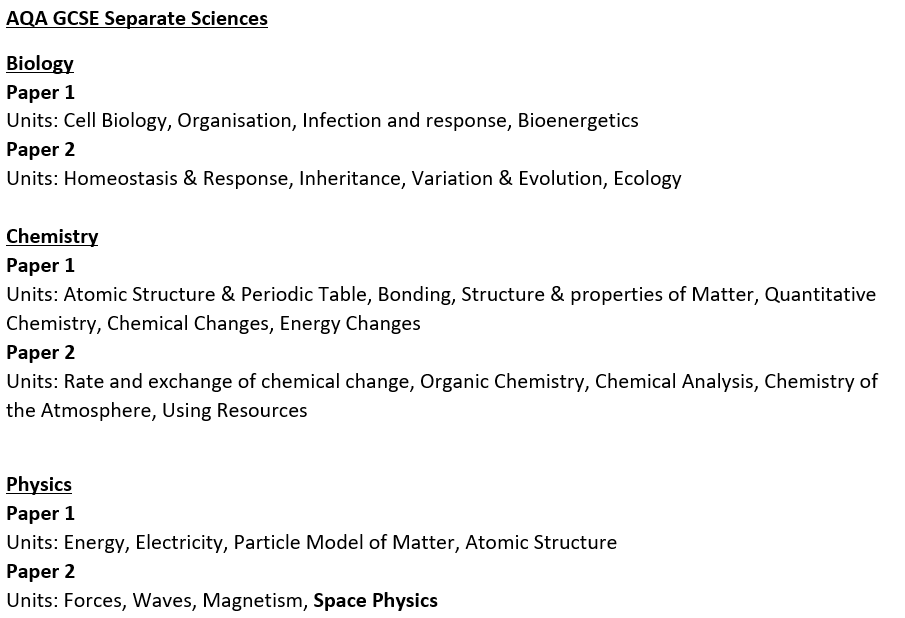 AQA GCSE Separate Sciences
Biology
Paper 1
Units: Cell Biology, Organisation, Infection and response, Bioenergetics
Paper 2
Units: Homeostasis & Response, Inheritance, Variation & Evolution, Ecology
Chemistry
Paper 1
Units: Atomic Structure & Periodic Table, Bonding, Structure & properties of Matter, Quantitative
Chemistry, Chemical Changes, Energy Changes
Paper 2
Units: Rate and exchange of chemical change, Organic Chemistry, Chemical Analysis, Chemistry of
the Atmosphere, Using Resources
Physics
Paper 1
Units: Energy, Electricity, Particle Model of Matter, Atomic Structure
Paper 2
Units: Forces, Waves, Magnetism, Space Physics